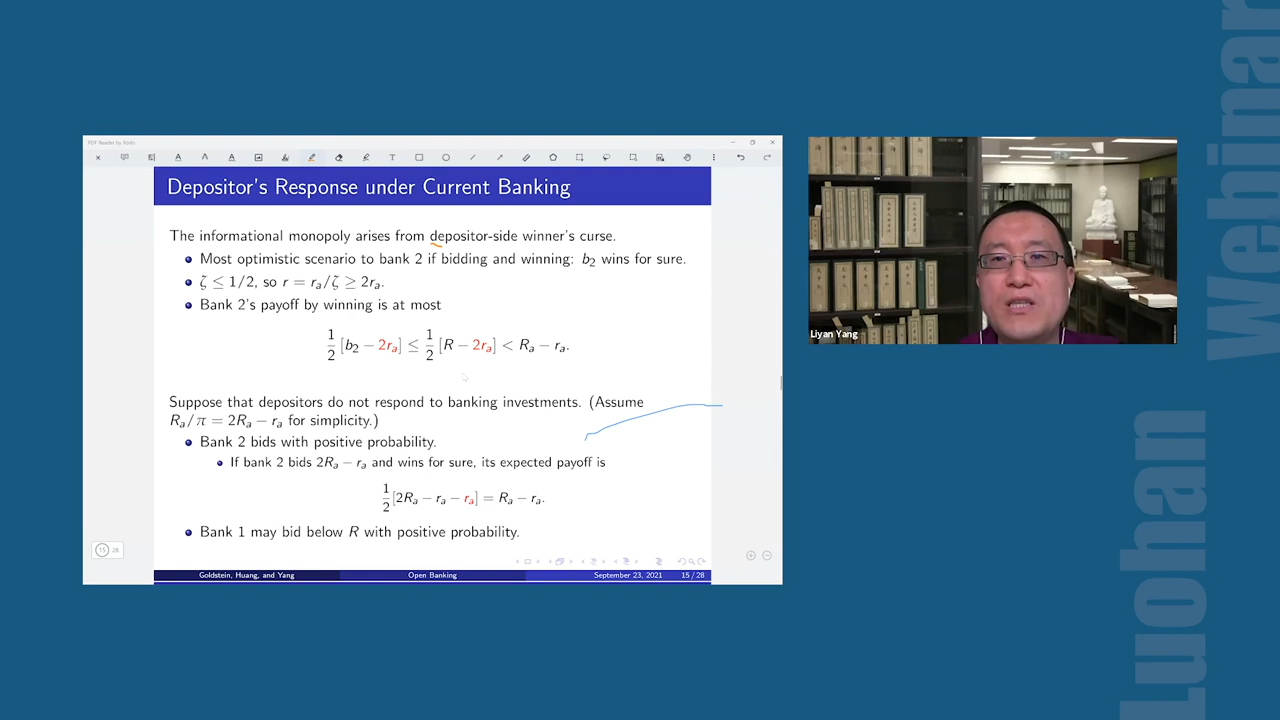 PDF Reader by Xodo
Depositor's Response under Current Banking
The informational monopoly arises from depositor-side winner's curse.
Most optimistic scenario to bank 2 if bidding and winning: b₂ wins for sure.
ζ ≤ 1/2, so r = rₐ/ζ ≥ 2rₐ.
Bank 2's payoff by winning is at most
1/2 [b₂ − 2rₐ] ≤ 1/2 [R − 2rₐ] < Rₐ − rₐ.
Suppose that depositors do not respond to banking investments. (Assume
Rₐ/π = 2Rₐ − rₐ for simplicity.)
Bank 2 bids with positive probability.
If bank 2 bids 2Rₐ − rₐ and wins for sure, its expected payoff is
1/2 [2Rₐ − rₐ − rₐ] = Rₐ − rₐ.
Bank 1 may bid below R with positive probability.
15 28
Goldstein, Huang, and Yang Open Banking September 23, 2021 15 / 28
Liyan Yang
Luohan Webinar